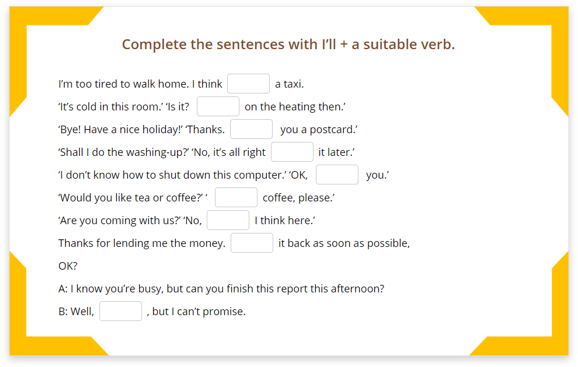 Complete the sentences with I'll + a suitable verb.
I'm too tired to walk home. I think a taxi.
'It's cold in this room.' 'Is it? on the heating then.'
'Bye! Have a nice holiday!' 'Thanks. you a postcard.'
'Shall I do the washing-up?' 'No, it's all right it later.'
'I don't know how to shut down this computer.' 'OK, you.'
'Would you like tea or coffee?' ' coffee, please.'
'Are you coming with us?' 'No, I think here.'
Thanks for lending me the money. it back as soon as possible,
OK?
A: I know you're busy, but can you finish this report this afternoon?
B: Well, , but I can't promise.